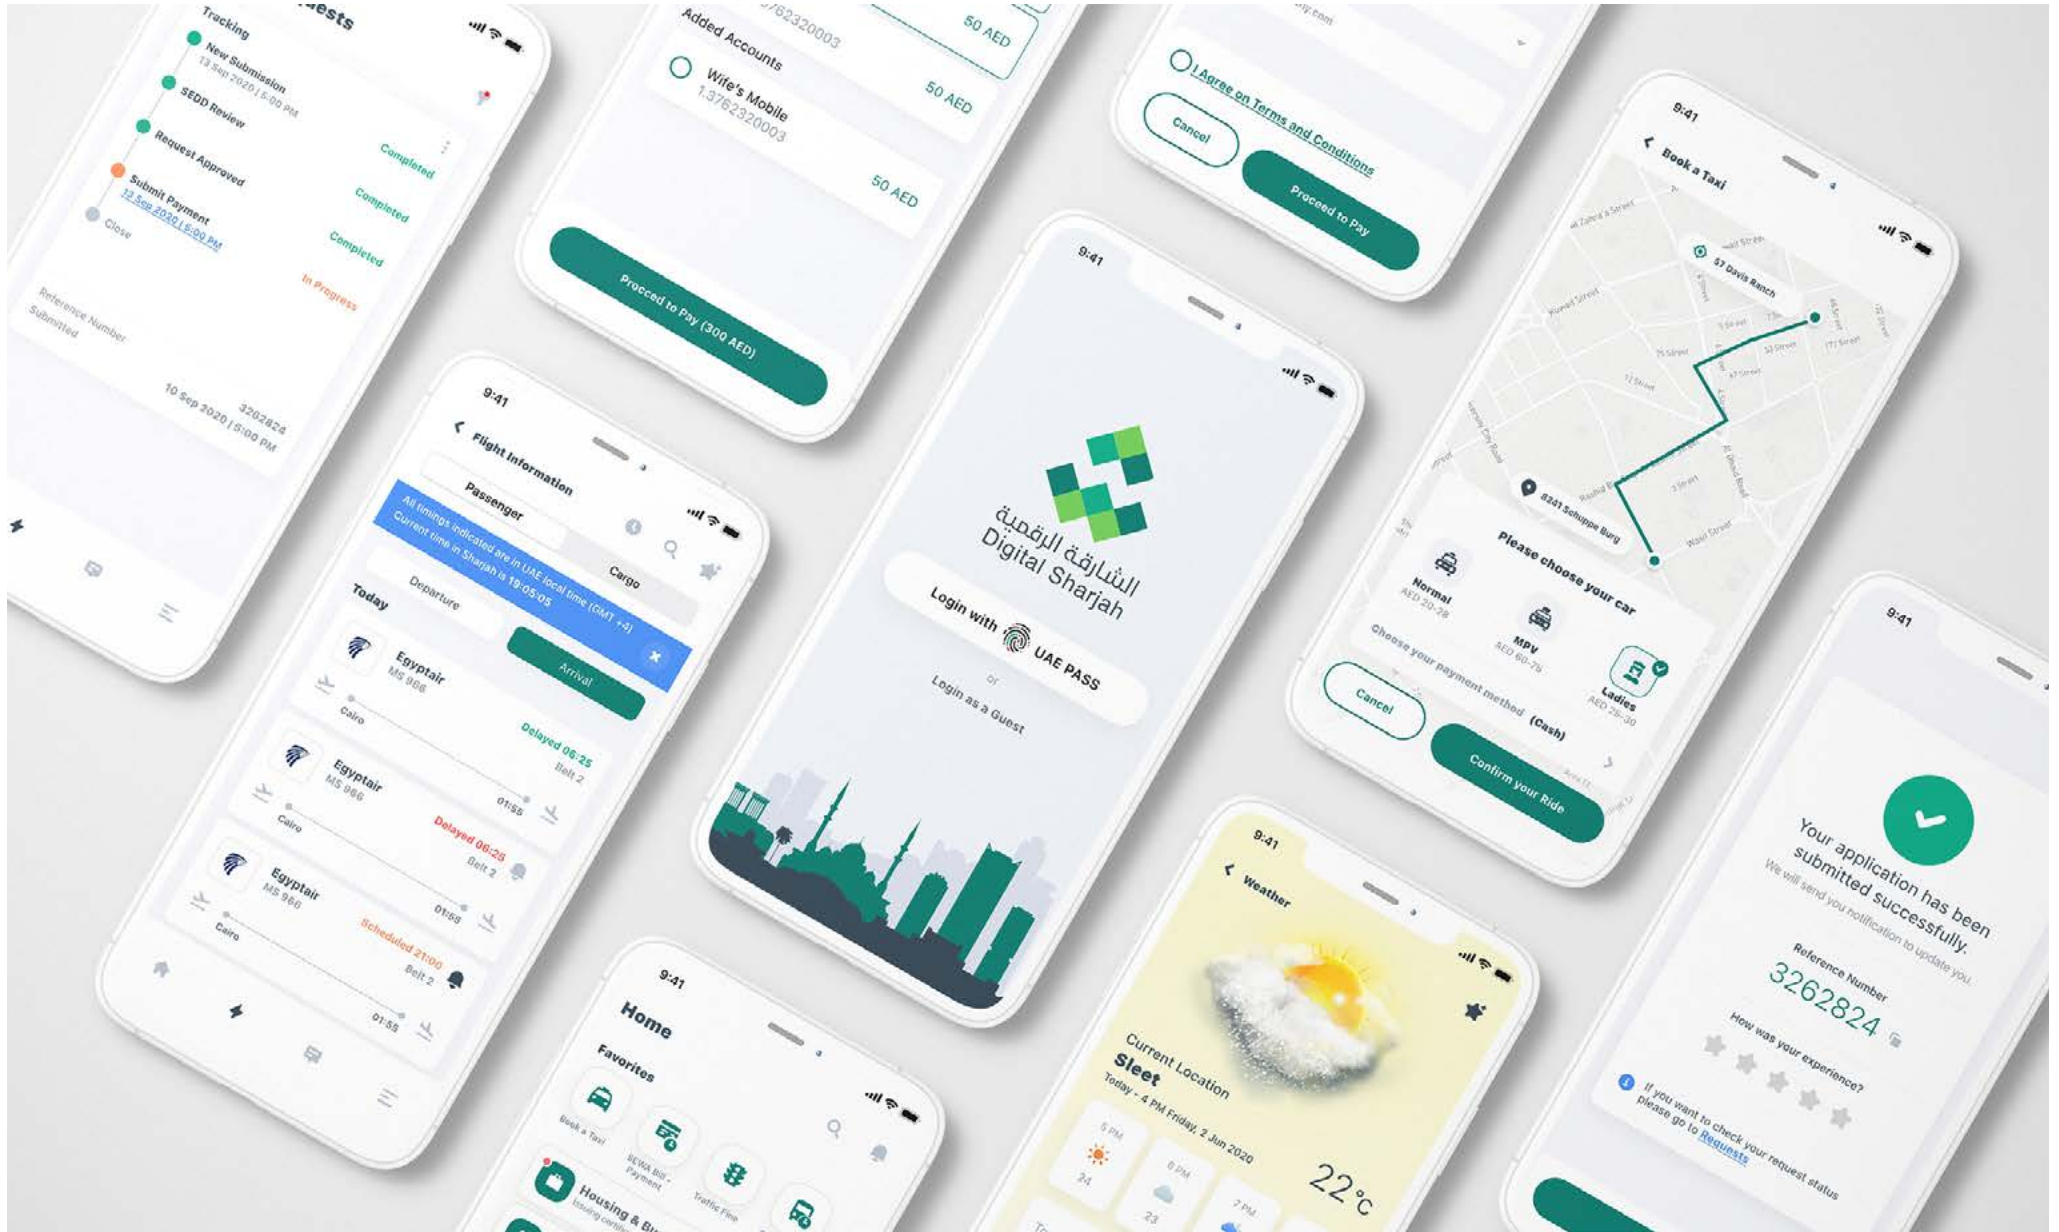 Tracking
New Submission
13 Sep 2020 | 5:00 PM
Completed
SEDD Review
Completed
Request Approved
Completed
Submit Payment
12 Sep 2020 | 5:00 PM
In Progress
Close
Reference Number
3262824
Submitted
10 Sep 2020 | 5:00 PM
50 AED
Added Accounts
50 AED
Wife's Mobile
1.3762320003
50 AED
Procced to Pay (300 AED)
I Agree on Terms and Conditions
Cancel
Proceed to Pay
9:41
Book a Taxi
57 Davis Ranch
Kuwait Street
Wasit Street
8241 Schuppe Burg
Please choose your car
Normal
AED 20-28
MPV
AED 60-75
Ladies
AED 25-30
Choose your payment method (Cash)
Cancel
Confirm your Ride
9:41
Flight Information
Passenger
Cargo
All timings indicated are in UAE local time (GMT +4)
Current time in Sharjah is 19:05:05
Departure
Arrival
Today
Egyptair
MS 966
Delayed 06:25
Belt 2
Cairo
01:55
Egyptair
MS 966
Delayed 06:25
Belt 2
Cairo
01:55
Egyptair
MS 966
Scheduled 21:00
Belt 2
Cairo
01:55
9:41
الشارقة الرقمية
Digital Sharjah
Login with UAE PASS
or
Login as a Guest
9:41
Home
Favorites
Book a Taxi
SEWA Bill -
Payment
Traffic Fine
Housing &
9:41
Weather
Current Location
Sleet
Today - 4 PM Friday, 2 Jun 2020
22°C
5 PM
24
6 PM
23
7 PM
9:41
Your application has been
submitted successfully.
We will send you notification to update you.
Reference Number
3262824
How was your experience?
If you want to check your request status
please go to Requests